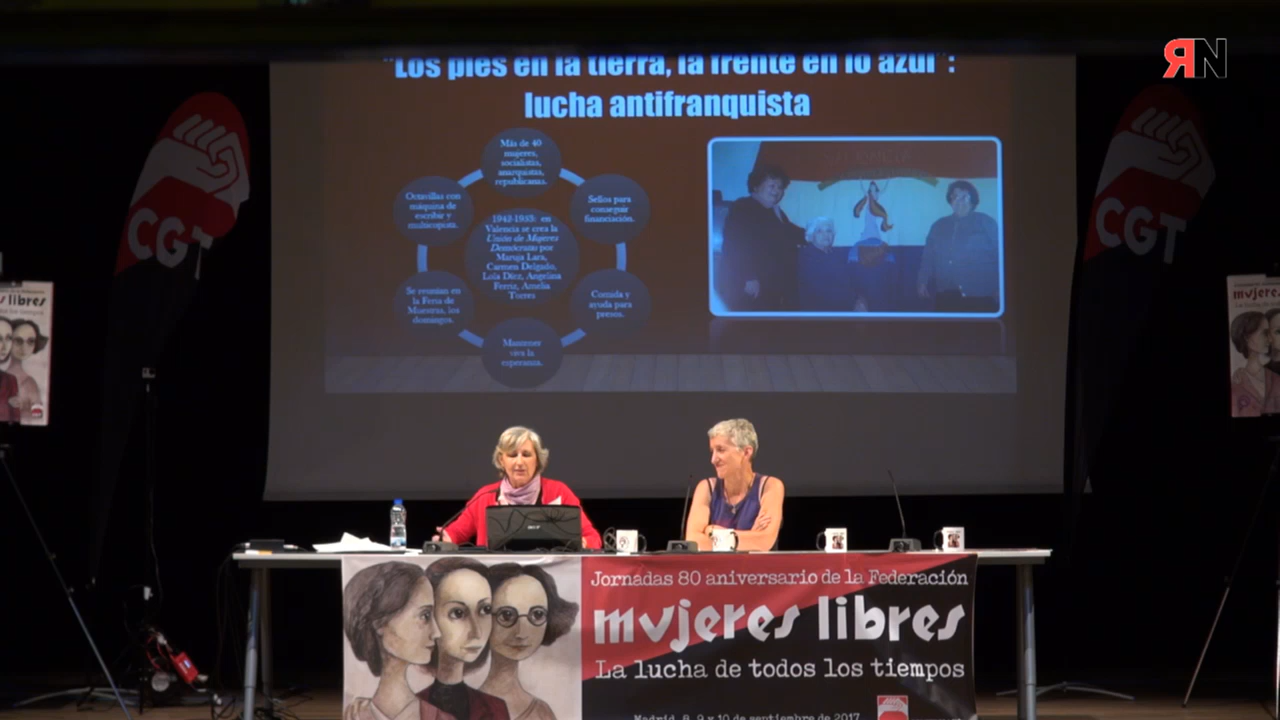 RN
"Los pies en la tierra, la frente en lo azul":
lucha antifranquista
Más de 40
mujeres,
socialistas,
anarquistas,
republicanas.
Octavillas con
máquina de
escribir y
multicopista.
Sellos para
conseguir
financiación.
1942-1953: en
Valencia se crea la
Unión de Mujeres
Demócratas por
Maruja Lara,
Carmen Delgado,
Lola Díez, Angelina
Ferriz, Amelia
Torres
Se reunían en
la Feria de
Muestras, los
domingos.
Comida y
ayuda para
presos.
Mantener
viva la
esperanza.
CGT
CGT
s libres
mujere
acer
Jornadas 80 aniversario de la Federación
mujeres libres
La lucha de todos los tiempos
Madrid, 8, 9 y 10 de septiembre de 2017